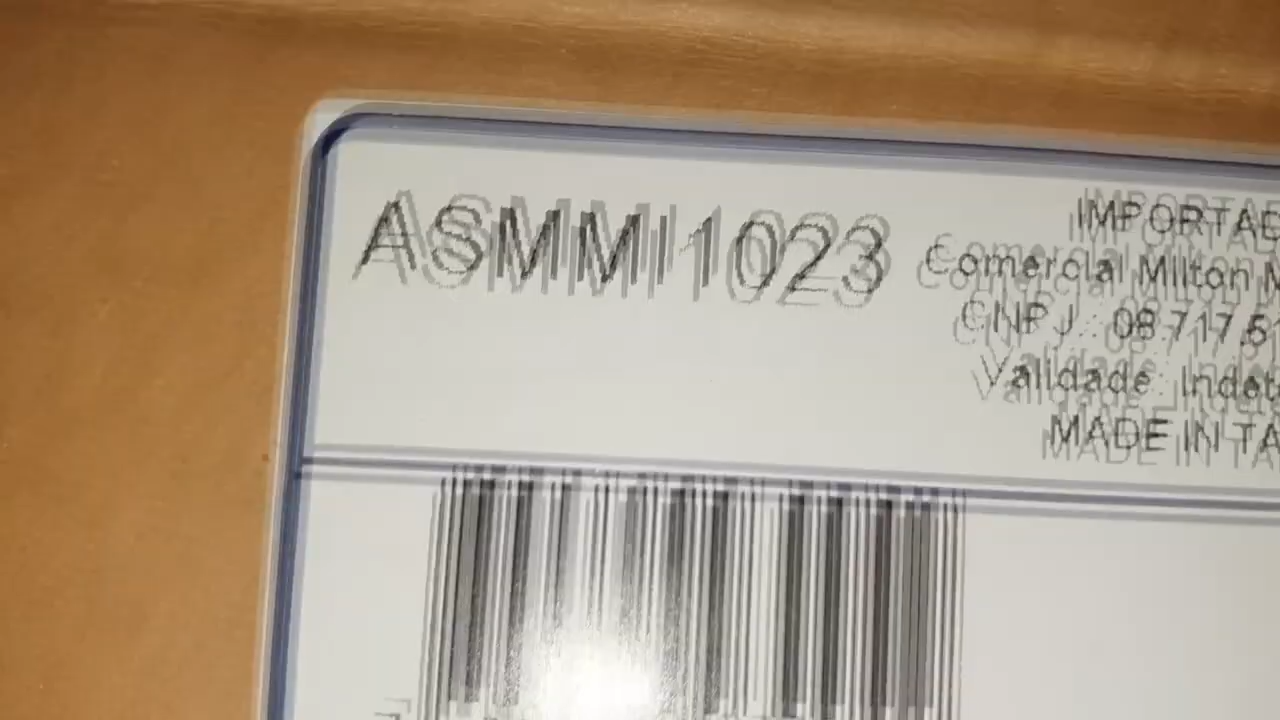 ASMMI1023
IMPORTAD
Comercial Milton M
CNPJ: 08.717.5
Validade: Indet
MADE IN TA